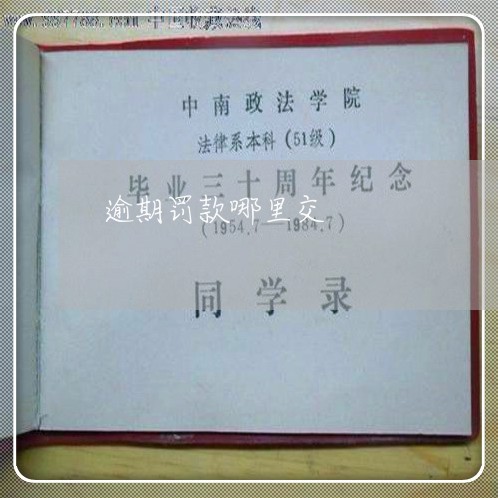 中南政法学院
法律系本科(51级)
毕业三十周年纪念
逾期罚款哪里交
(1954.7—1984.7)
同学录